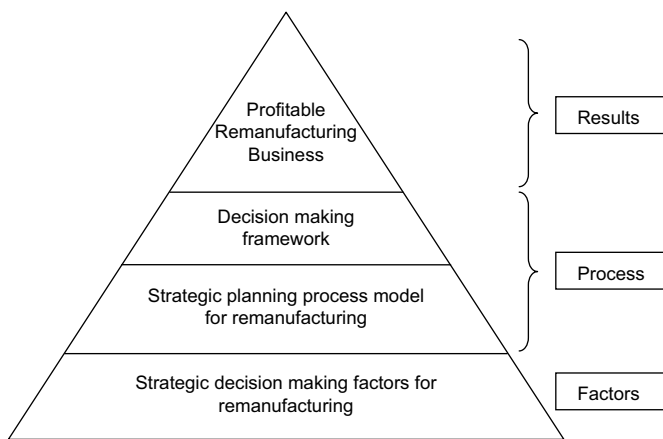 Profitable
Remanufacturing
Business
Results
Decision making
framework
Process
Strategic planning process model
for remanufacturing
Strategic decision making factors for
remanufacturing
Factors